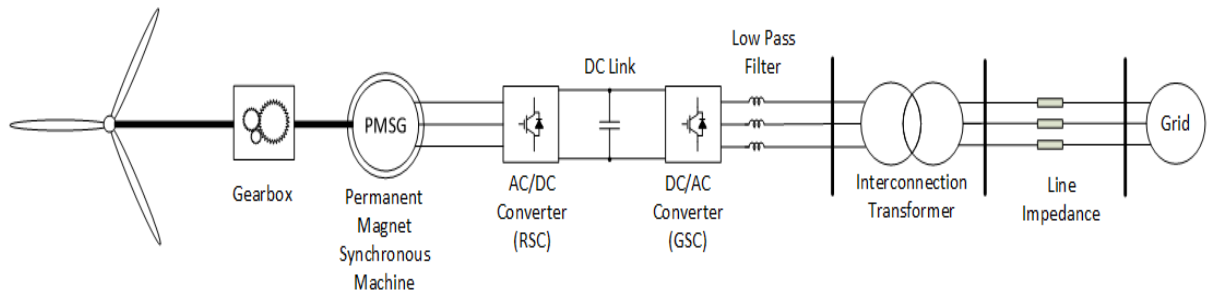 Gearbox
PMSG
Permanent
Magnet
Synchronous
Machine
AC/DC
Converter
(RSC)
DC Link
DC/AC
Converter
(GSC)
Low Pass
Filter
Interconnection
Transformer
Line
Impedance
Grid